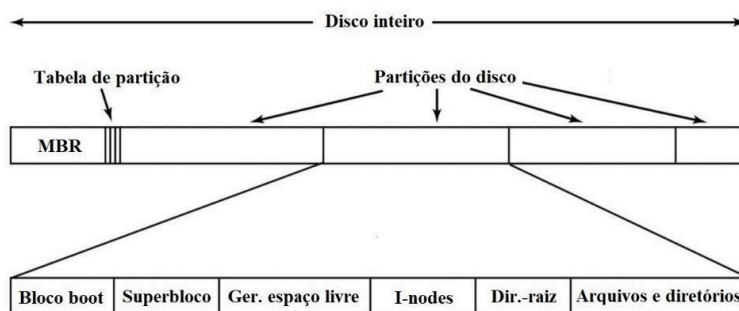 Disco inteiro
Tabela de partição
Partições do disco
MBR
Bloco boot
Superbloco
Ger. espaço livre
I-nodes
Dir.-raiz
Arquivos e diretórios